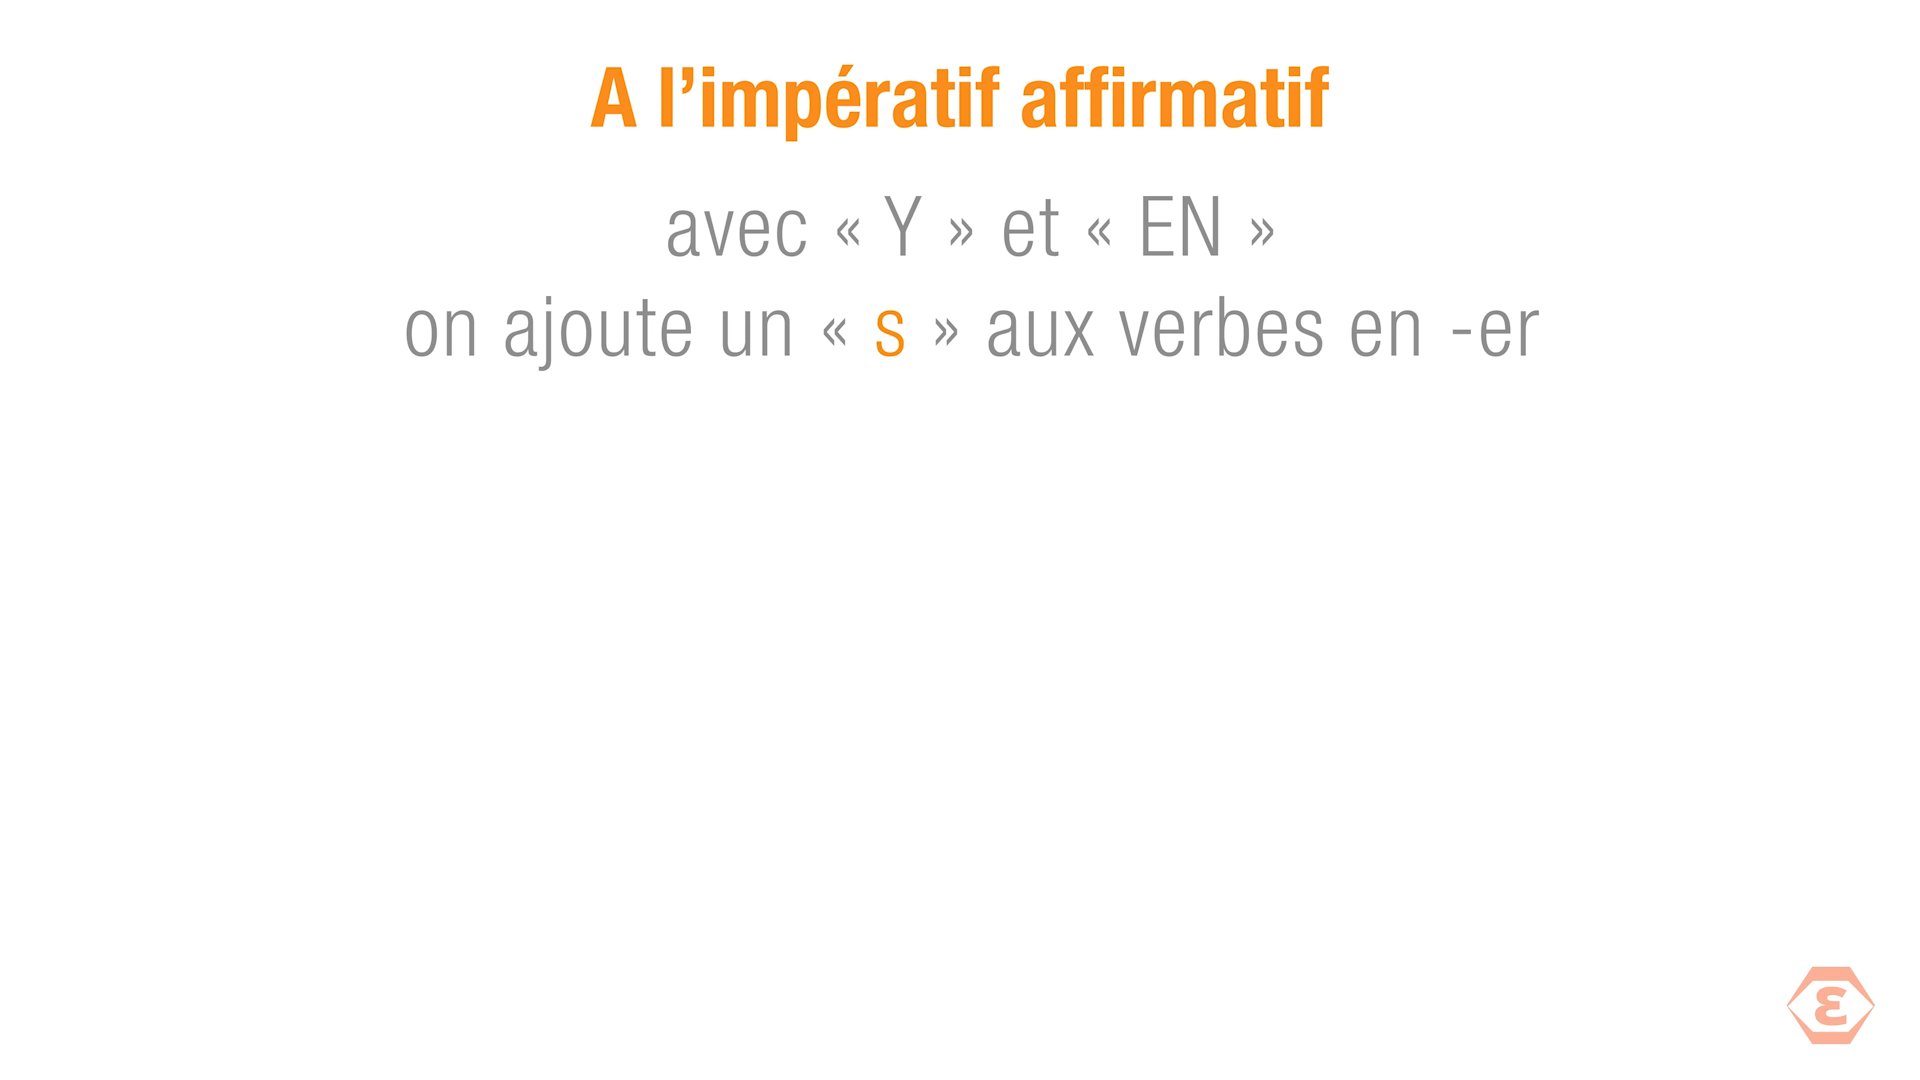 A l’impératif affirmatif
avec « Y » et « EN »
on ajoute un « s » aux verbes en -er